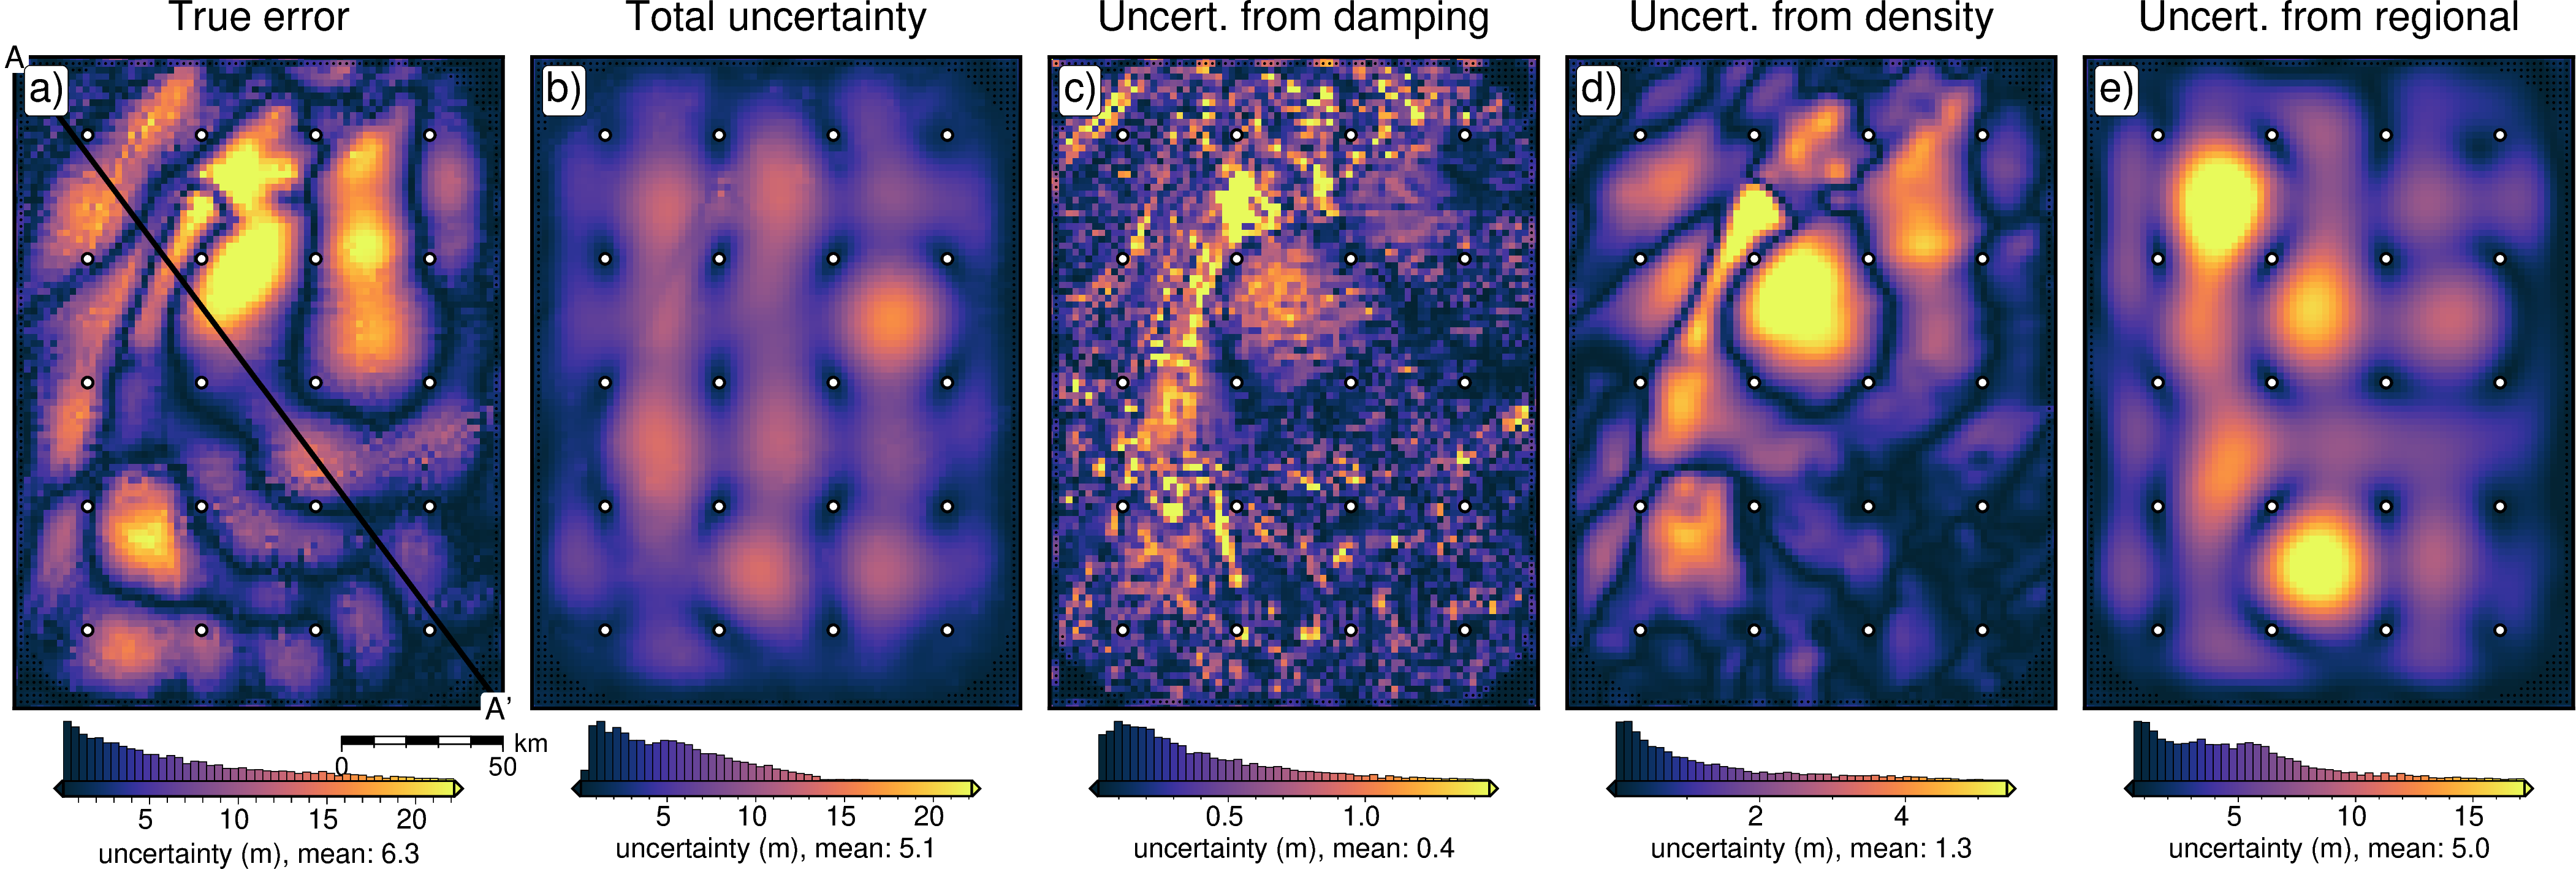 True error
Total uncertainty
Uncert. from damping
Uncert. from density
Uncert. from regional
A
a)
b)
c)
d)
e)
A'
km
0 50
5 10 15 20
uncertainty (m), mean: 6.3
5 10 15 20
uncertainty (m), mean: 5.1
0.5 1.0
uncertainty (m), mean: 0.4
2 4
uncertainty (m), mean: 1.3
5 10 15
uncertainty (m), mean: 5.0